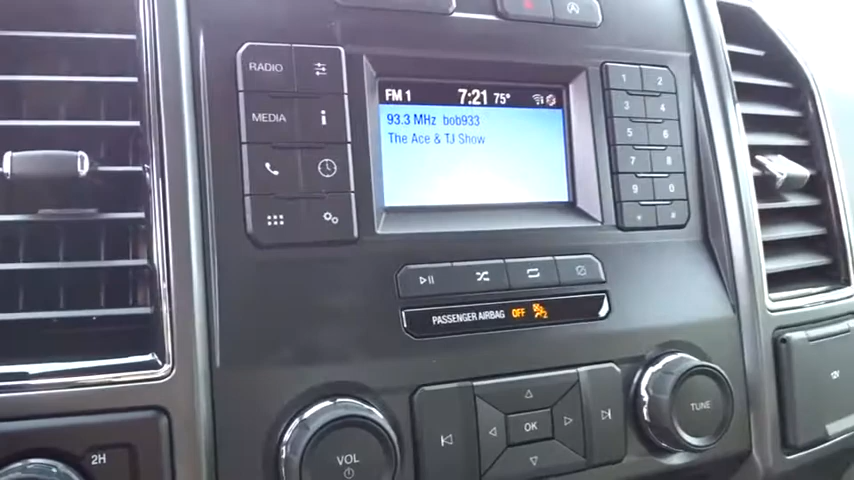 RADIO
MEDIA
i
FM 1
7:21
75°
93.3 MHz bob933
The Ace & TJ Show
1 2
3 4
5 6
7 8
9 0
* #
PASSENGER AIRBAG OFF
VOL
OK
TUNE
2H
12V